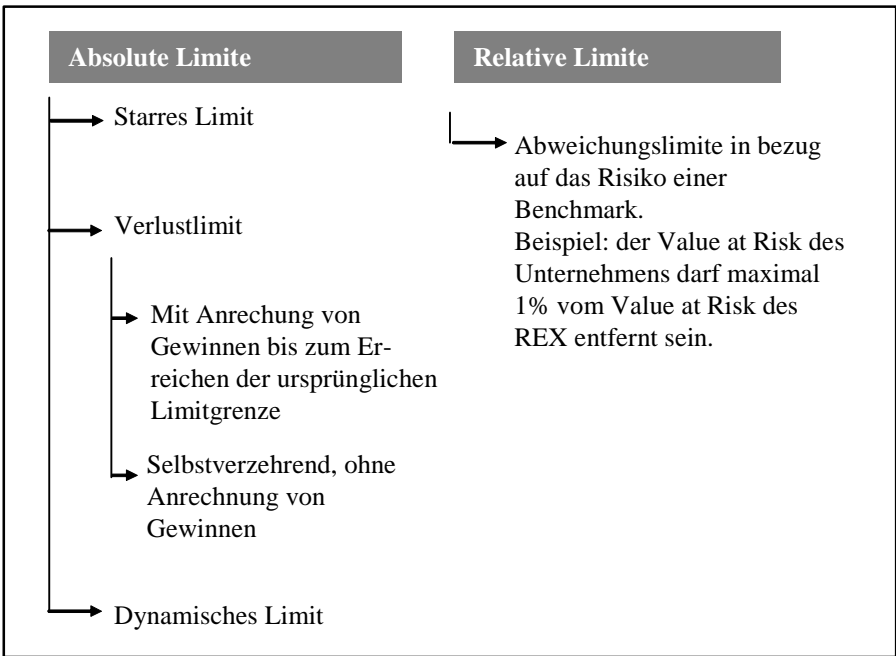 Absolute Limite
Starres Limit
Verlustlimit
Mit Anrechung von
Gewinnen bis zum Er-
reichen der ursprünglichen
Limitgrenze
Selbstverzehrend, ohne
Anrechnung von
Gewinnen
Dynamisches Limit
Relative Limite
Abweichungslimite in bezug
auf das Risiko einer
Benchmark.
Beispiel: der Value at Risk des
Unternehmens darf maximal
1% vom Value at Risk des
REX entfernt sein.